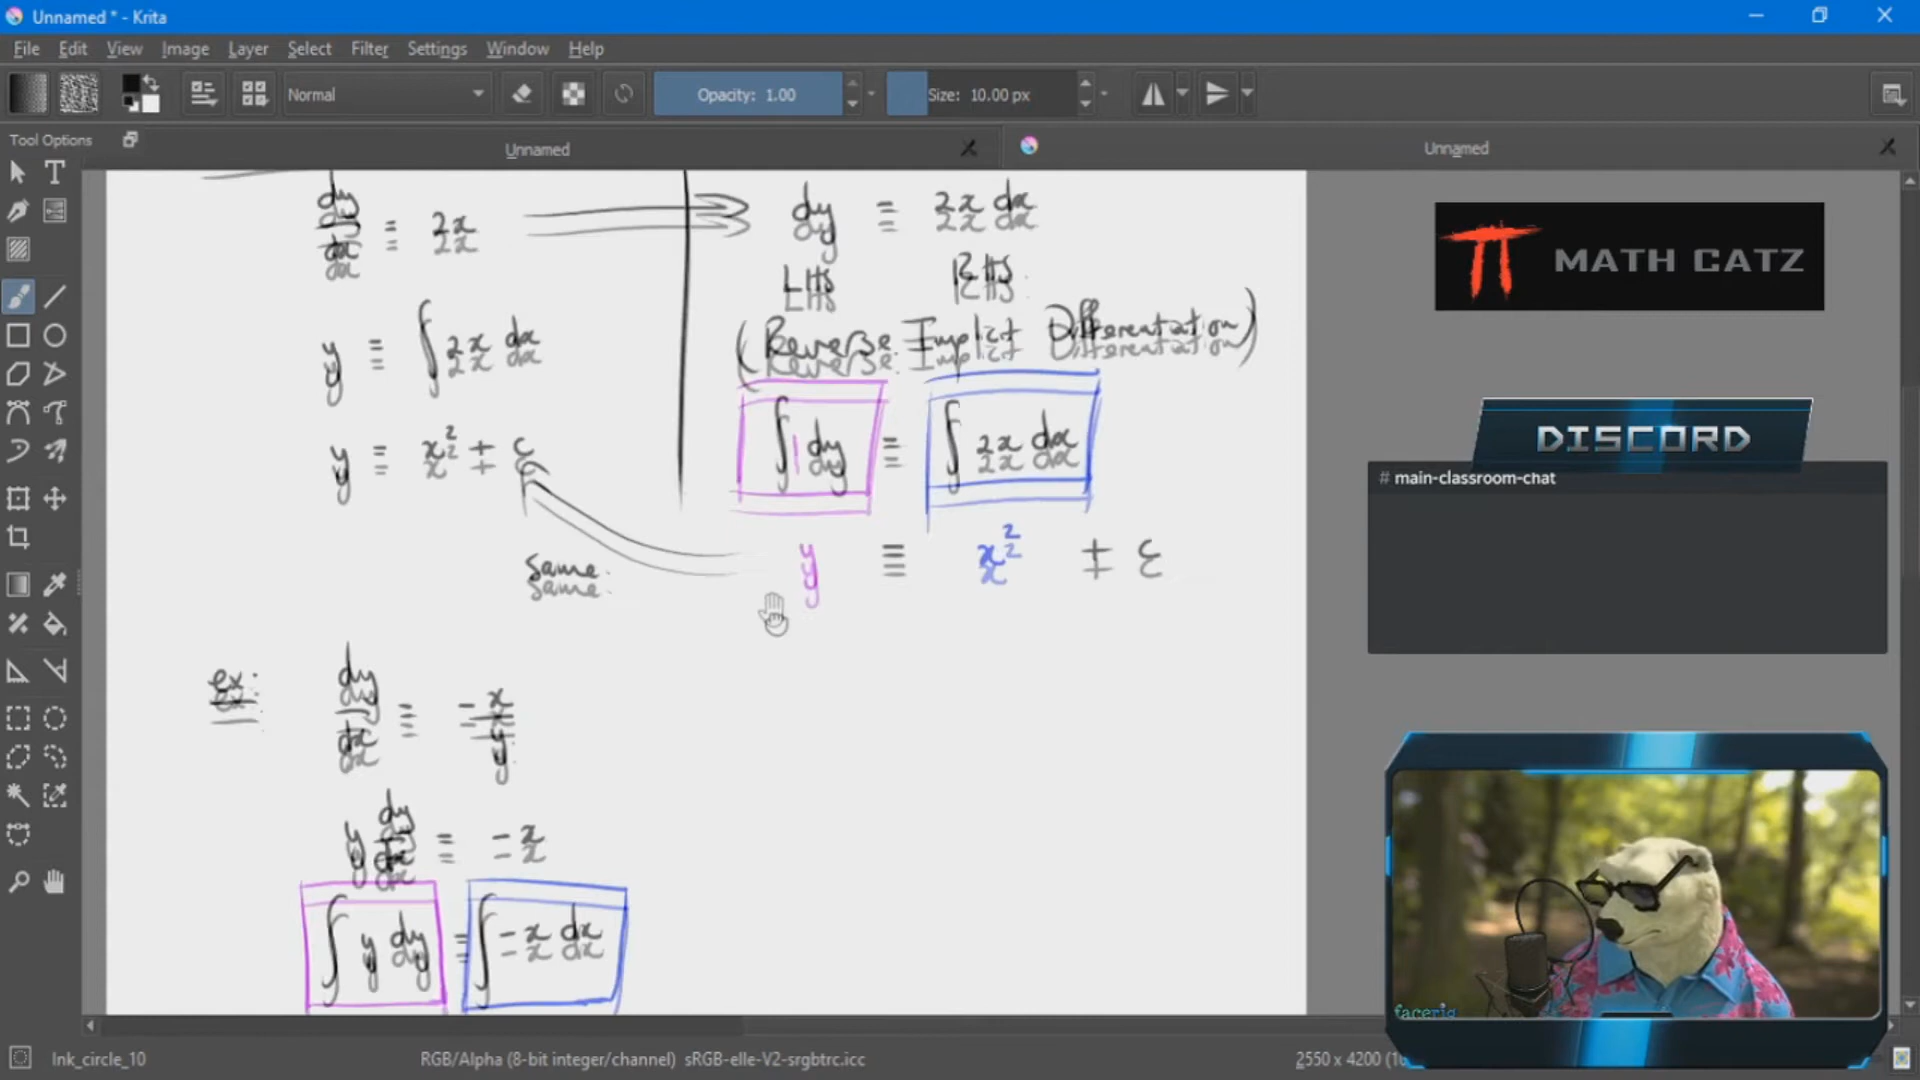 Unnamed * - Krita
File Edit View Image Layer Select Filter Settings Window Help
Normal
Opacity: 1.00
Size: 10.00 px
Tool Options
Unnamed
Unnamed
dy/dx = 2x
y = ∫ 2x dx
y = x² + c
Same.
dy = 2x dx
LHS RHS
(Reverse Implicit Differentiation)
∫ 1 dy = ∫ 2x dx
y = x² + c
ex:
dy/dx = -x/y
y dy/dx = -x
∫ y dy = ∫ -x dx
MATH CATZ
DISCORD
# main-classroom-chat
facerig
Ink_circle_10
RGB/Alpha (8-bit integer/channel) sRGB-elle-V2-srgbtrc.icc
2550 x 4200